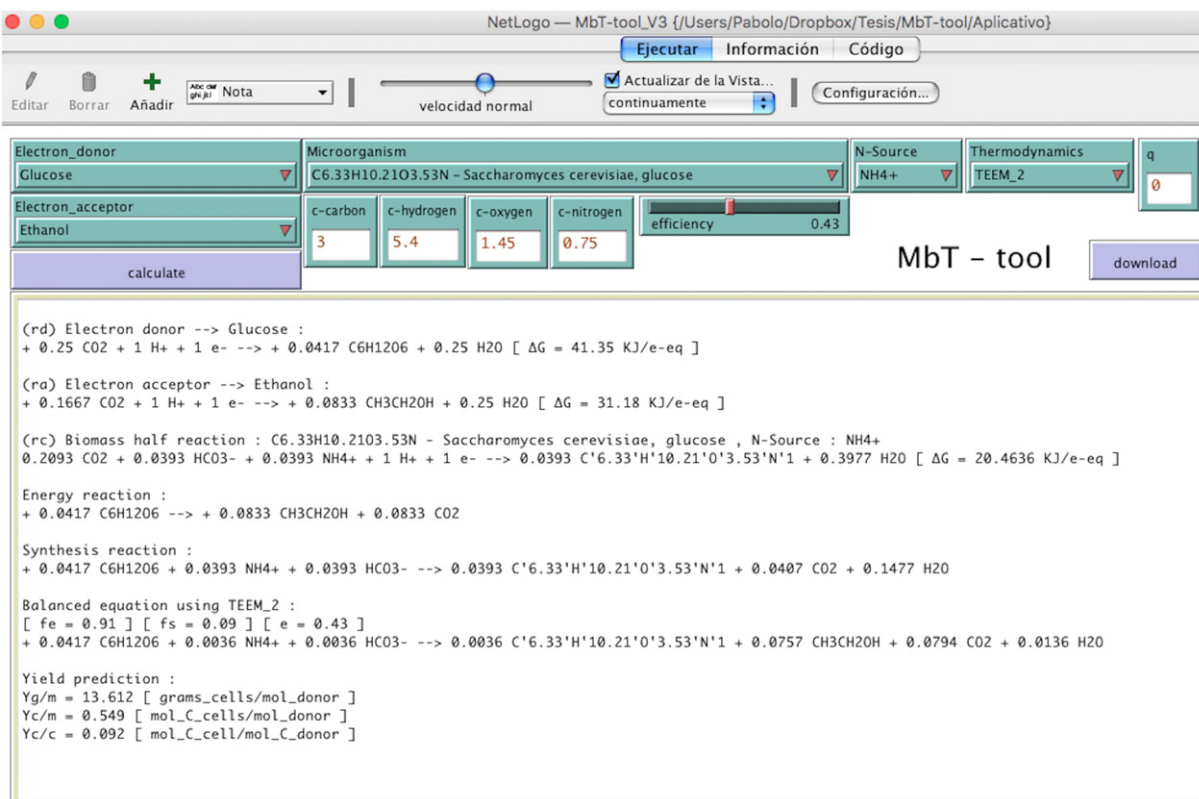 NetLogo — MbT-tool_V3 {/Users/Pabolo/Dropbox/Tesis/MbT-tool/Aplicativo}
Ejecutar Información Código
Editar Borrar Añadir Abc def ghi jkl Nota velocidad normal Actualizar de la Vista... continuamente Configuración...
Electron_donor Microorganism N-Source Thermodynamics q
Glucose C6.33H10.21O3.53N - Saccharomyces cerevisiae, glucose NH4+ TEEM_2 0
Electron_acceptor c-carbon c-hydrogen c-oxygen c-nitrogen efficiency 0.43
Ethanol 3 5.4 1.45 0.75
calculate MbT - tool download
(rd) Electron donor --> Glucose :
+ 0.25 CO2 + 1 H+ + 1 e- --> + 0.0417 C6H12O6 + 0.25 H2O [ ΔG = 41.35 KJ/e-eq ]
(ra) Electron acceptor --> Ethanol :
+ 0.1667 CO2 + 1 H+ + 1 e- --> + 0.0833 CH3CH2OH + 0.25 H2O [ ΔG = 31.18 KJ/e-eq ]
(rc) Biomass half reaction : C6.33H10.21O3.53N - Saccharomyces cerevisiae, glucose , N-Source : NH4+
0.2093 CO2 + 0.0393 HCO3- + 0.0393 NH4+ + 1 H+ + 1 e- --> 0.0393 C'6.33'H'10.21'O'3.53'N'1 + 0.3977 H2O [ ΔG = 20.4636 KJ/e-eq ]
Energy reaction :
+ 0.0417 C6H12O6 --> + 0.0833 CH3CH2OH + 0.0833 CO2
Synthesis reaction :
+ 0.0417 C6H12O6 + 0.0393 NH4+ + 0.0393 HCO3- --> 0.0393 C'6.33'H'10.21'O'3.53'N'1 + 0.0407 CO2 + 0.1477 H2O
Balanced equation using TEEM_2 :
[ fe = 0.91 ] [ fs = 0.09 ] [ e = 0.43 ]
+ 0.0417 C6H12O6 + 0.0036 NH4+ + 0.0036 HCO3- --> 0.0036 C'6.33'H'10.21'O'3.53'N'1 + 0.0757 CH3CH2OH + 0.0794 CO2 + 0.0136 H2O
Yield prediction :
Yg/m = 13.612 [ grams_cells/mol_donor ]
Yc/m = 0.549 [ mol_C_cells/mol_donor ]
Yc/c = 0.092 [ mol_C_cell/mol_C_donor ]